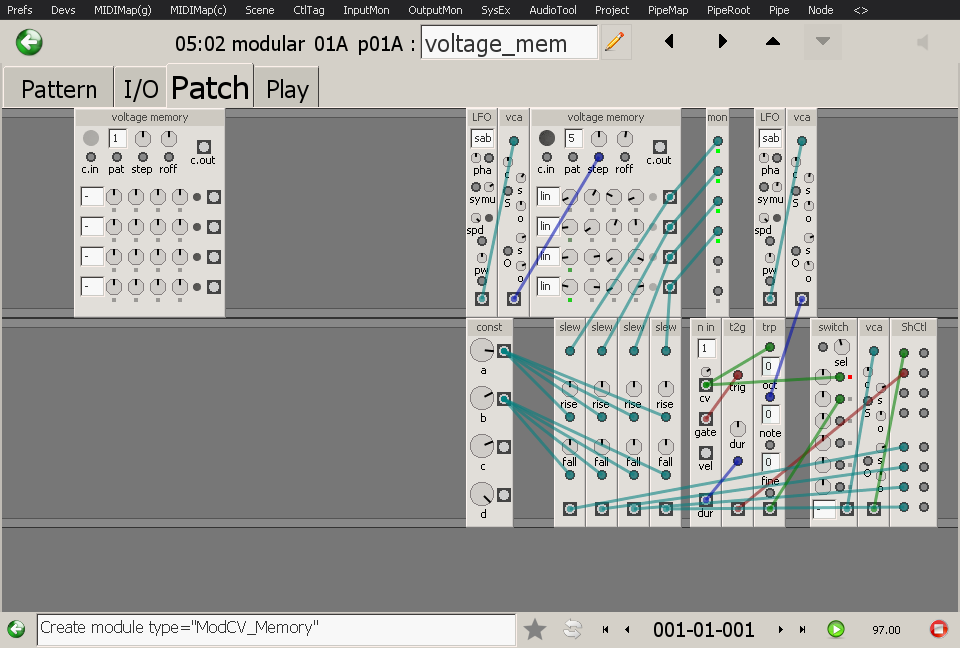 Prefs Devs MIDIMap(g) MIDIMap(c) Scene CtlTag InputMon OutputMon SysEx AudioTool Project PipeMap PipeRoot Pipe Node <>
05:02 modular 01A p01A : voltage_mem
Pattern I/O Patch Play
voltage memory LFO vca voltage memory mon LFO vca
1 sab 5 sab
c.in pat step roff c.out pha c.in pat step roff c.out pha
symu S symu S
- lin
spd o spd o
- lin
s s
- pw O o lin pw O o
- lin
const slew slew slew slew n in t2g trp switch vca ShCtl
1 sel
a 0
cv trig oct
rise rise rise rise s
b 0 S o
gate note
dur
c fall fall fall fall vel 0 s
O o
fine
d dur -
Create module type="ModCV_Memory" 001-01-001 97.00